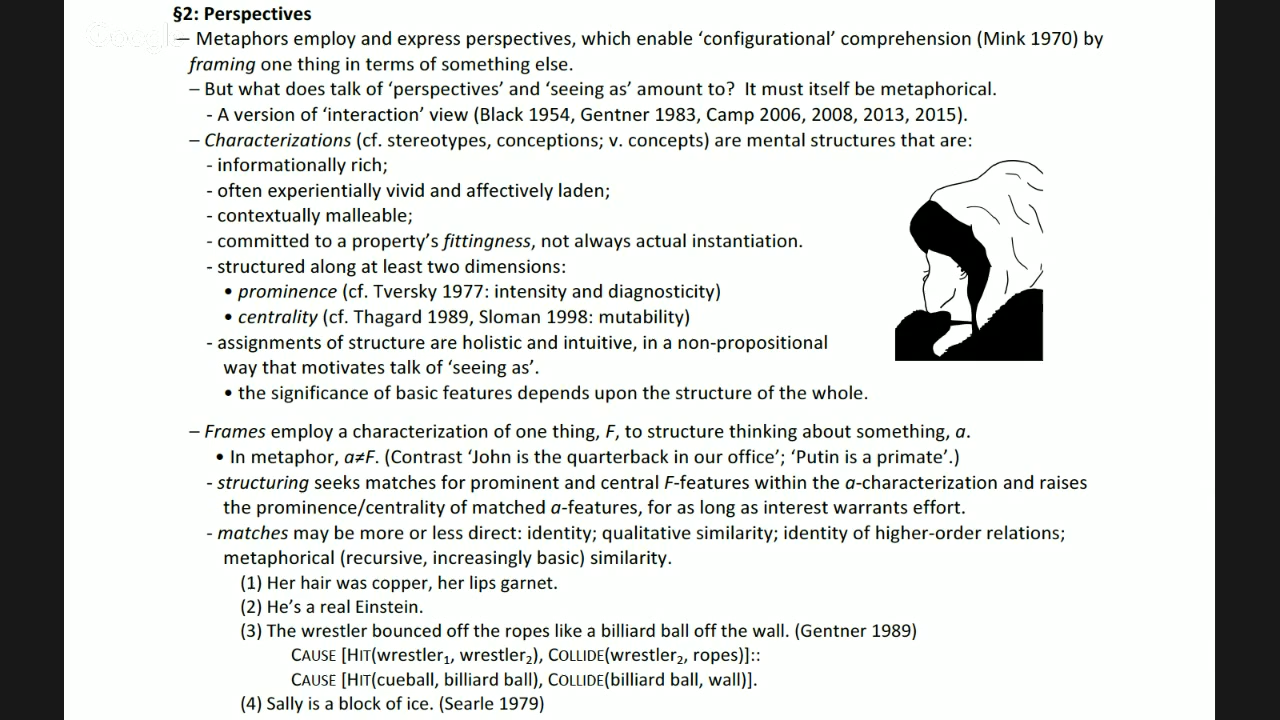 §2: Perspectives
Google
– Metaphors employ and express perspectives, which enable ‘configurational’ comprehension (Mink 1970) by
framing one thing in terms of something else.
– But what does talk of ‘perspectives’ and ‘seeing as’ amount to? It must itself be metaphorical.
- A version of ‘interaction’ view (Black 1954, Gentner 1983, Camp 2006, 2008, 2013, 2015).
– Characterizations (cf. stereotypes, conceptions; v. concepts) are mental structures that are:
- informationally rich;
- often experientially vivid and affectively laden;
- contextually malleable;
- committed to a property’s fittingness, not always actual instantiation.
- structured along at least two dimensions:
• prominence (cf. Tversky 1977: intensity and diagnosticity)
• centrality (cf. Thagard 1989, Sloman 1998: mutability)
- assignments of structure are holistic and intuitive, in a non-propositional
way that motivates talk of ‘seeing as’.
• the significance of basic features depends upon the structure of the whole.
– Frames employ a characterization of one thing, F, to structure thinking about something, a.
• In metaphor, a≠F. (Contrast ‘John is the quarterback in our office’; ‘Putin is a primate’.)
- structuring seeks matches for prominent and central F-features within the a-characterization and raises
the prominence/centrality of matched a-features, for as long as interest warrants effort.
- matches may be more or less direct: identity; qualitative similarity; identity of higher-order relations;
metaphorical (recursive, increasingly basic) similarity.
(1) Her hair was copper, her lips garnet.
(2) He’s a real Einstein.
(3) The wrestler bounced off the ropes like a billiard ball off the wall. (Gentner 1989)
CAUSE [HIT(wrestler₁, wrestler₂), COLLIDE(wrestler₂, ropes)]::
CAUSE [HIT(cueball, billiard ball), COLLIDE(billiard ball, wall)].
(4) Sally is a block of ice. (Searle 1979)